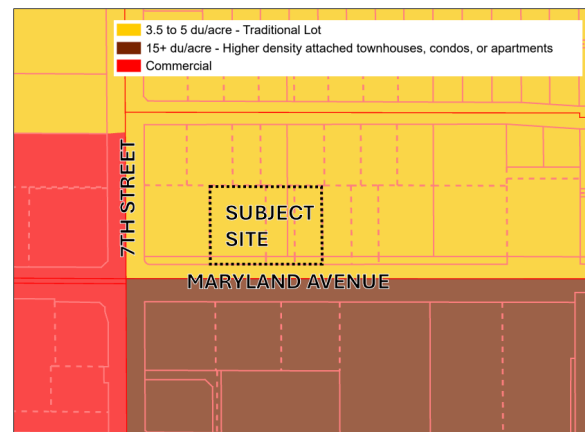 3.5 to 5 du/acre - Traditional Lot
15+ du/acre - Higher density attached townhouses, condos, or apartments
Commercial
7TH STREET
SUBJECT
SITE
MARYLAND AVENUE